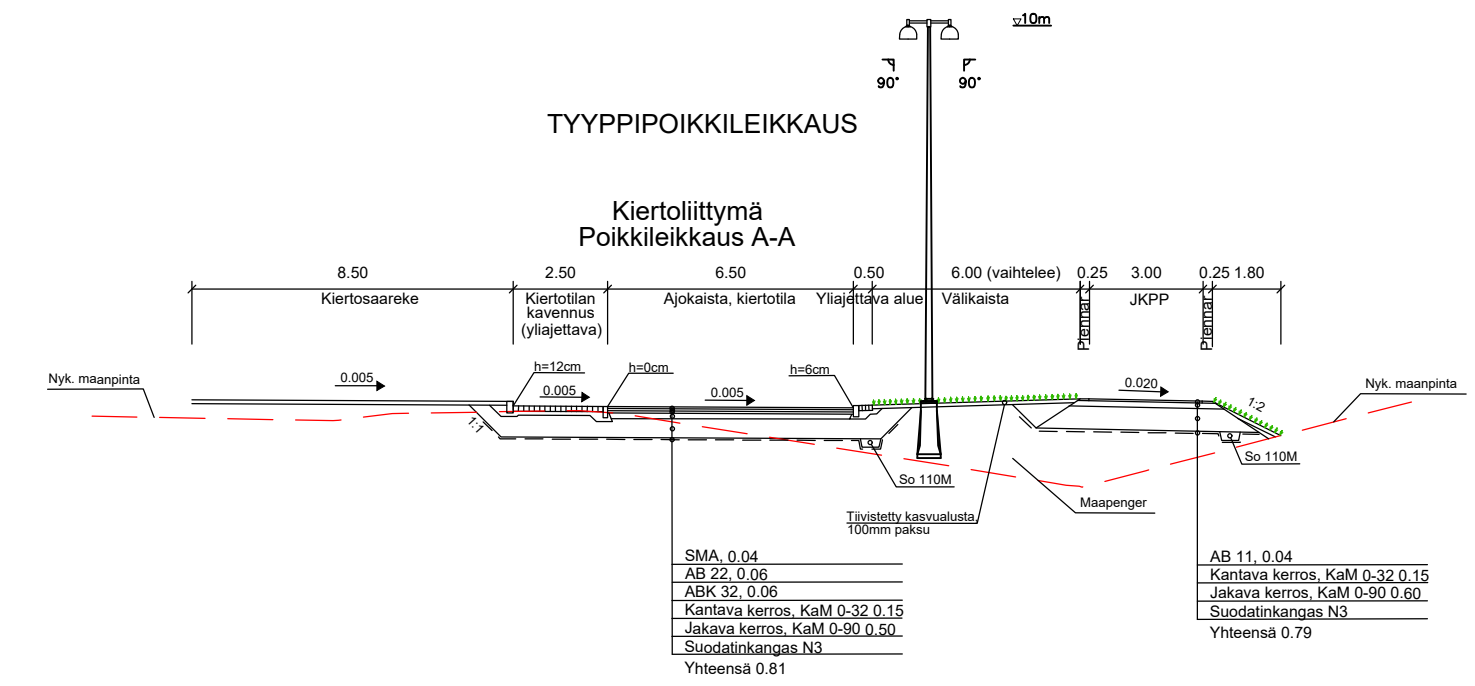 10m
90°
90°
TYYPPIPOIKKILEIKKAUS
Kiertoliittymä
Poikkileikkaus A-A
8.50
2.50
6.50
0.50
6.00 (vaihtelee)
0.25
3.00
0.25
1.80
Kiertosaareke
Kiertotilan
kavennus
(yliajettava)
Ajokaista, kiertotila
Yliajettava alue
Välikaista
Piennar
JKPP
Piennar
Nyk. maanpinta
0.005
h=12cm
0.005
h=0cm
0.005
h=6cm
0.020
1:2
Nyk. maanpinta
1:1
So 110M
So 110M
Maapenger
Tiivistetty kasvualusta,
100mm paksu
SMA, 0.04
AB 22, 0.06
ABK 32, 0.06
Kantava kerros, KaM 0-32 0.15
Jakava kerros, KaM 0-90 0.50
Suodatinkangas N3
Yhteensä 0.81
AB 11, 0.04
Kantava kerros, KaM 0-32 0.15
Jakava kerros, KaM 0-90 0.60
Suodatinkangas N3
Yhteensä 0.79